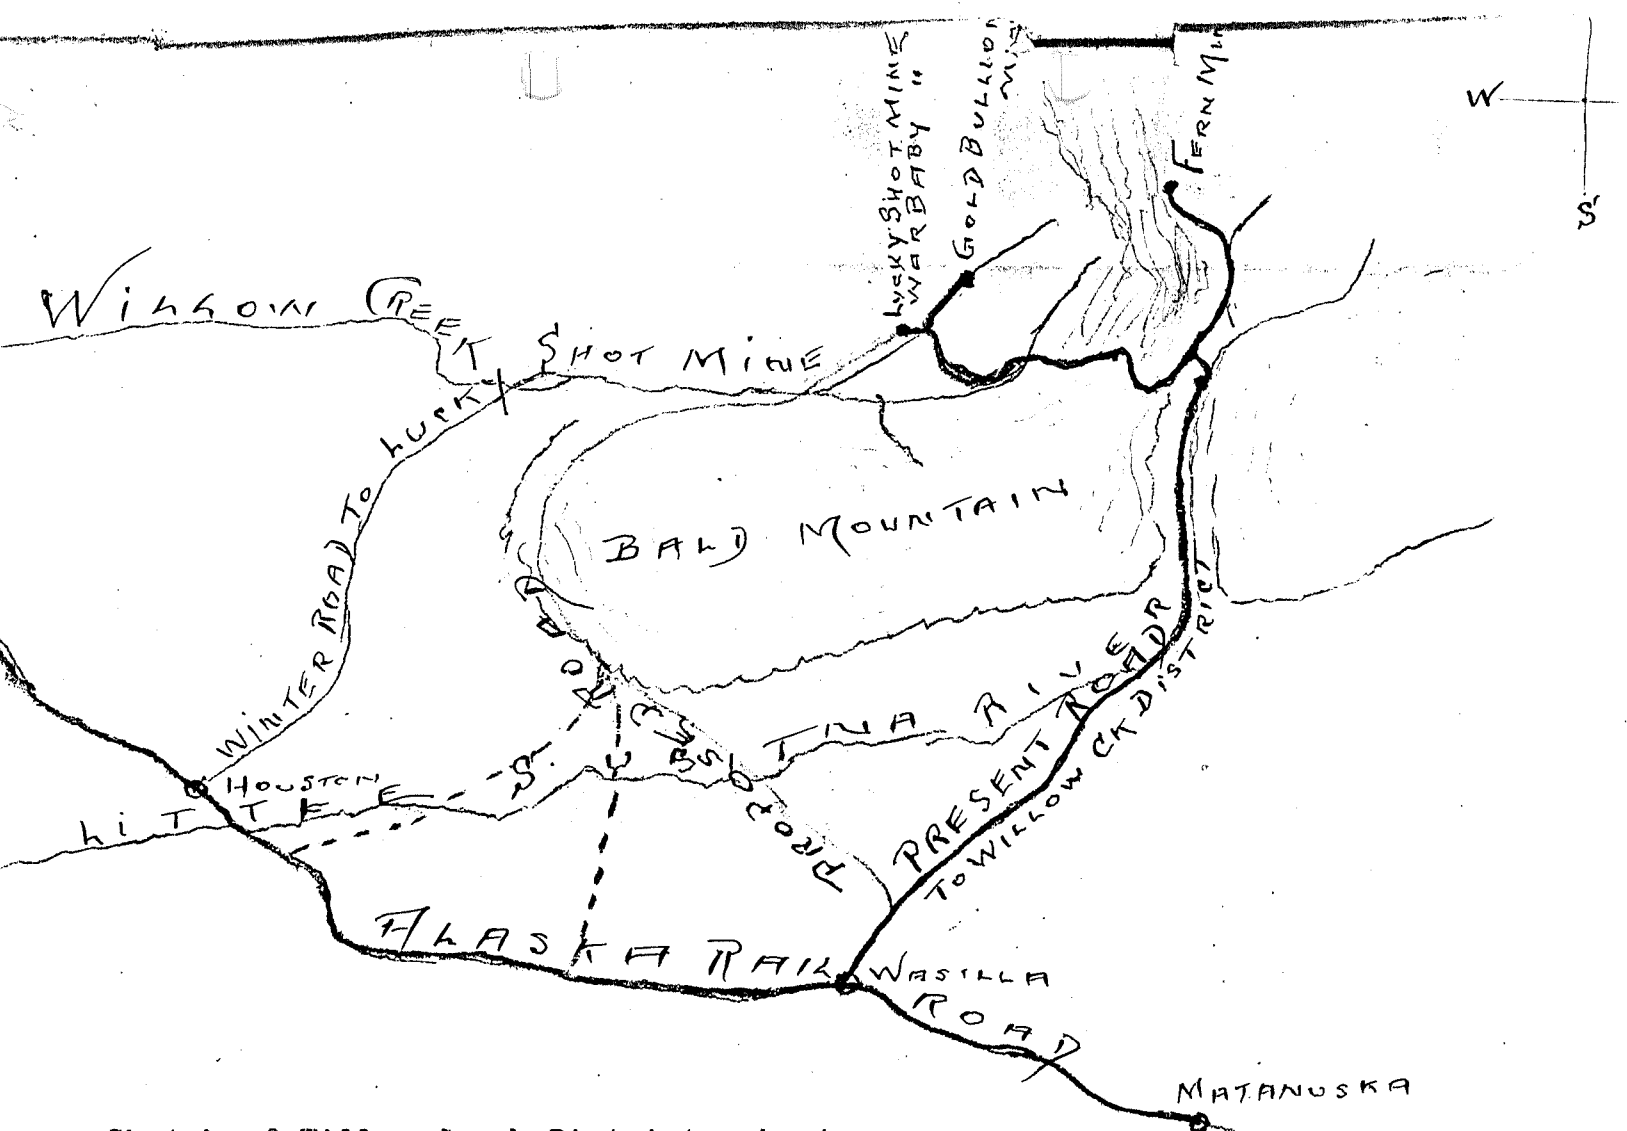 LUCKY SHOT MINE
WAR BABY "
GOLD BULLION
FERN
W
S
WILLOW CREEK
WINTER ROAD TO LUCKY SHOT MINE
BALD MOUNTAIN
PROPOSED ROAD
HOUSTON
LITTLE SUSITNA RIVER
PRESENT ROAD
TO WILLOW CK DISTRICT
ALASKA RAIL ROAD
WASILLA
MATANUSKA